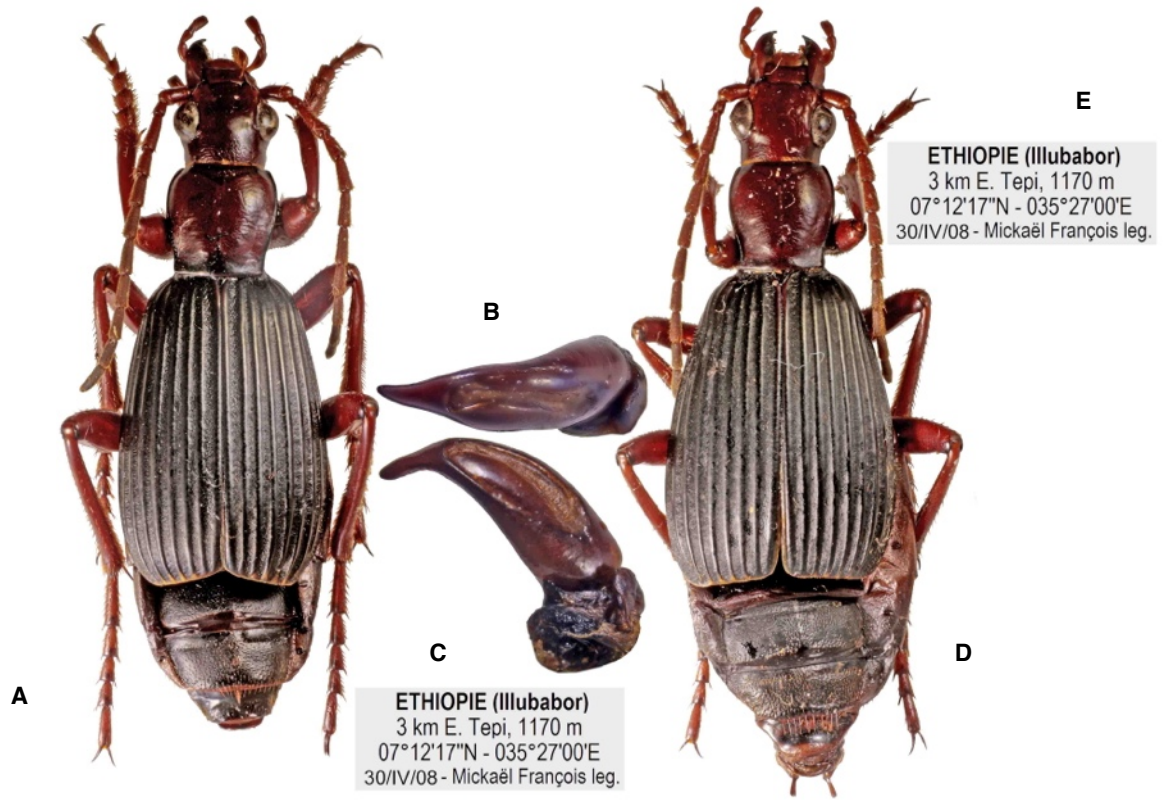 E
ETHIOPIE (Illubabor)
3 km E. Tepi, 1170 m
07°12'17"N - 035°27'00'E
30/IV/08 - Mickaël François leg.
B
C
D
A
ETHIOPIE (Illubabor)
3 km E. Tepi, 1170 m
07°12'17"N - 035°27'00'E
30/IV/08 - Mickaël François leg.